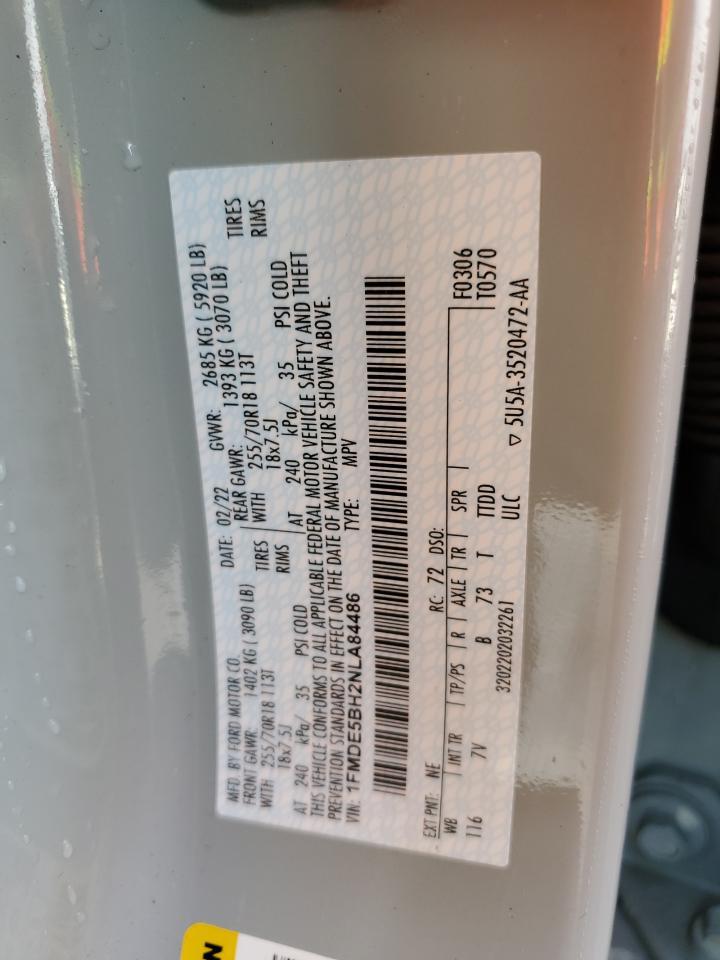 MFD. BY FORD MOTOR CO.
DATE: 02/22 GVWR: 2685 KG ( 5920 LB)
FRONT GAWR: 1402 KG ( 3090 LB)
REAR GAWR: 1393 KG ( 3070 LB)
WITH 255/70R18 113T TIRES
WITH 255/70R18 113T TIRES
18x7.5J RIMS
18x7.5J RIMS
AT 240 kPa/ 35 PSI COLD
AT 240 kPa/ 35 PSI COLD
THIS VEHICLE CONFORMS TO ALL APPLICABLE FEDERAL MOTOR VEHICLE SAFETY AND THEFT
PREVENTION STANDARDS IN EFFECT ON THE DATE OF MANUFACTURE SHOWN ABOVE.
VIN: 1FMDE5BH2NLA84486 TYPE: MPV
EXT PNT: NE RC: 72 DSO: F0306
WB INT TR TP/PS R AXLE TR SPR T0570
116 7V B 73 T TTDD
3202202032261 ULC ▽ 5U5A-3520472-AA